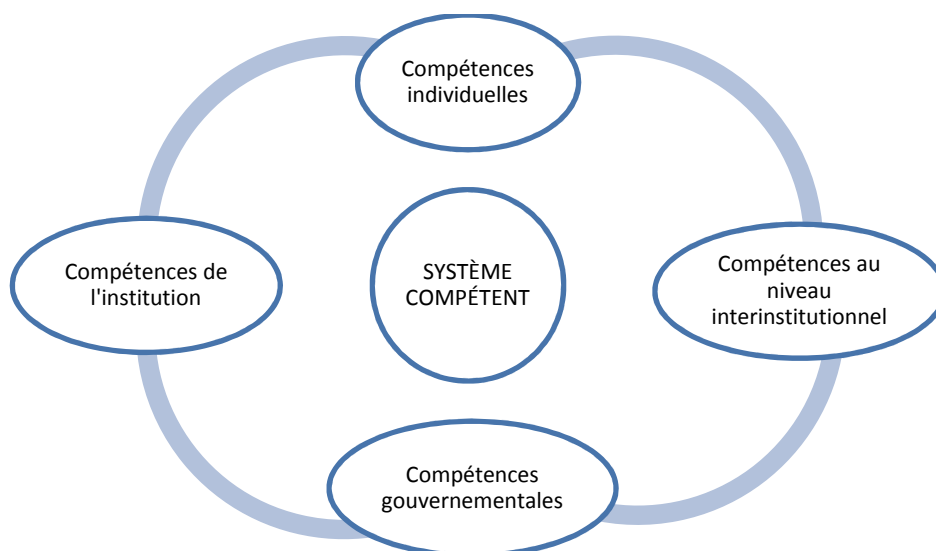 Compétences
individuelles
Compétences de
l'institution
SYSTÈME
COMPÉTENT
Compétences au
niveau
interinstitutionnel
Compétences
gouvernementales